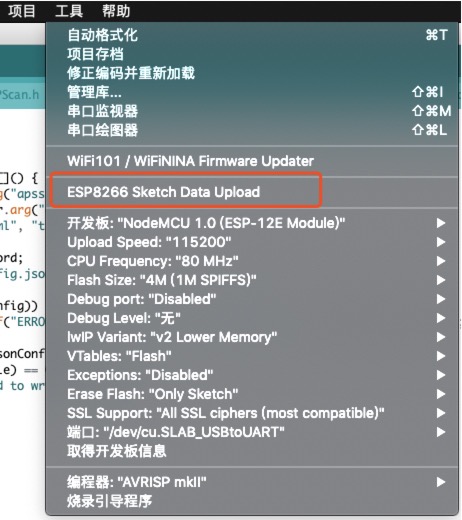 项目 工具 帮助
自动格式化 ⌘T
项目存档
修正编码并重新加载
管理库... ⇧⌘I
串口监视器 ⇧⌘M
串口绘图器 ⇧⌘L
WiFi101 / WiFiNINA Firmware Updater
ESP8266 Sketch Data Upload
开发板: "NodeMCU 1.0 (ESP-12E Module)" ▶
Upload Speed: "115200" ▶
CPU Frequency: "80 MHz" ▶
Flash Size: "4M (1M SPIFFS)" ▶
Debug port: "Disabled" ▶
Debug Level: "无" ▶
lwIP Variant: "v2 Lower Memory" ▶
VTables: "Flash" ▶
Exceptions: "Disabled" ▶
Erase Flash: "Only Sketch" ▶
SSL Support: "All SSL ciphers (most compatible)" ▶
端口: "/dev/cu.SLAB_USBtoUART" ▶
取得开发板信息
编程器: "AVRISP mkII" ▶
烧录引导程序
PScan.h
[]() {
g("apss
r.arg("
ml", "t
ord;
fig.jso
nfig))
f("ERRO
sonConf
le) ==
d to wr